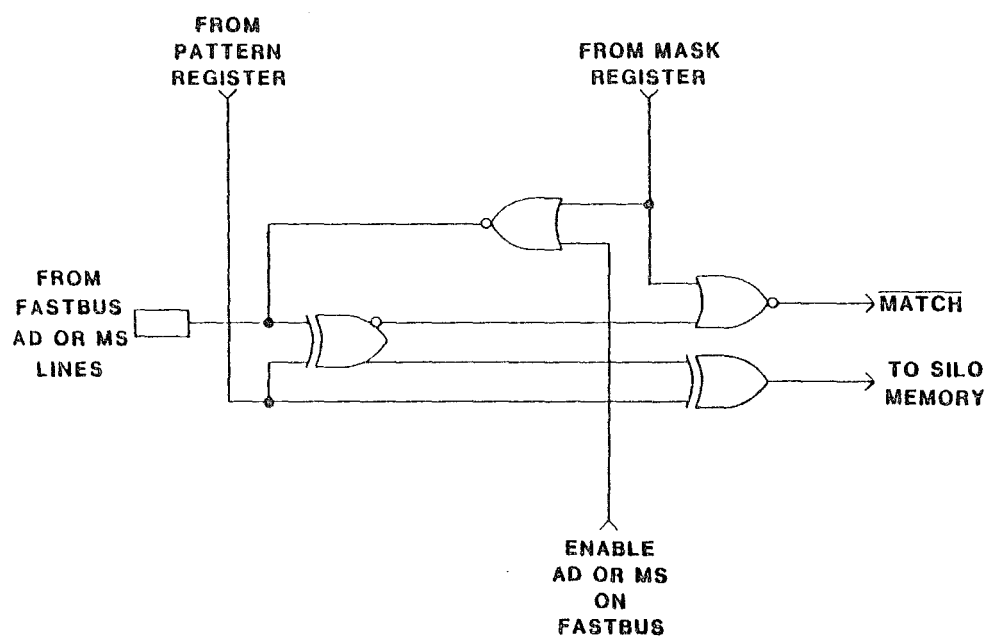 FROM
PATTERN
REGISTER
FROM MASK
REGISTER
FROM
FASTBUS
AD OR MS
LINES
MATCH
TO SILO
MEMORY
ENABLE
AD OR MS
ON
FASTBUS